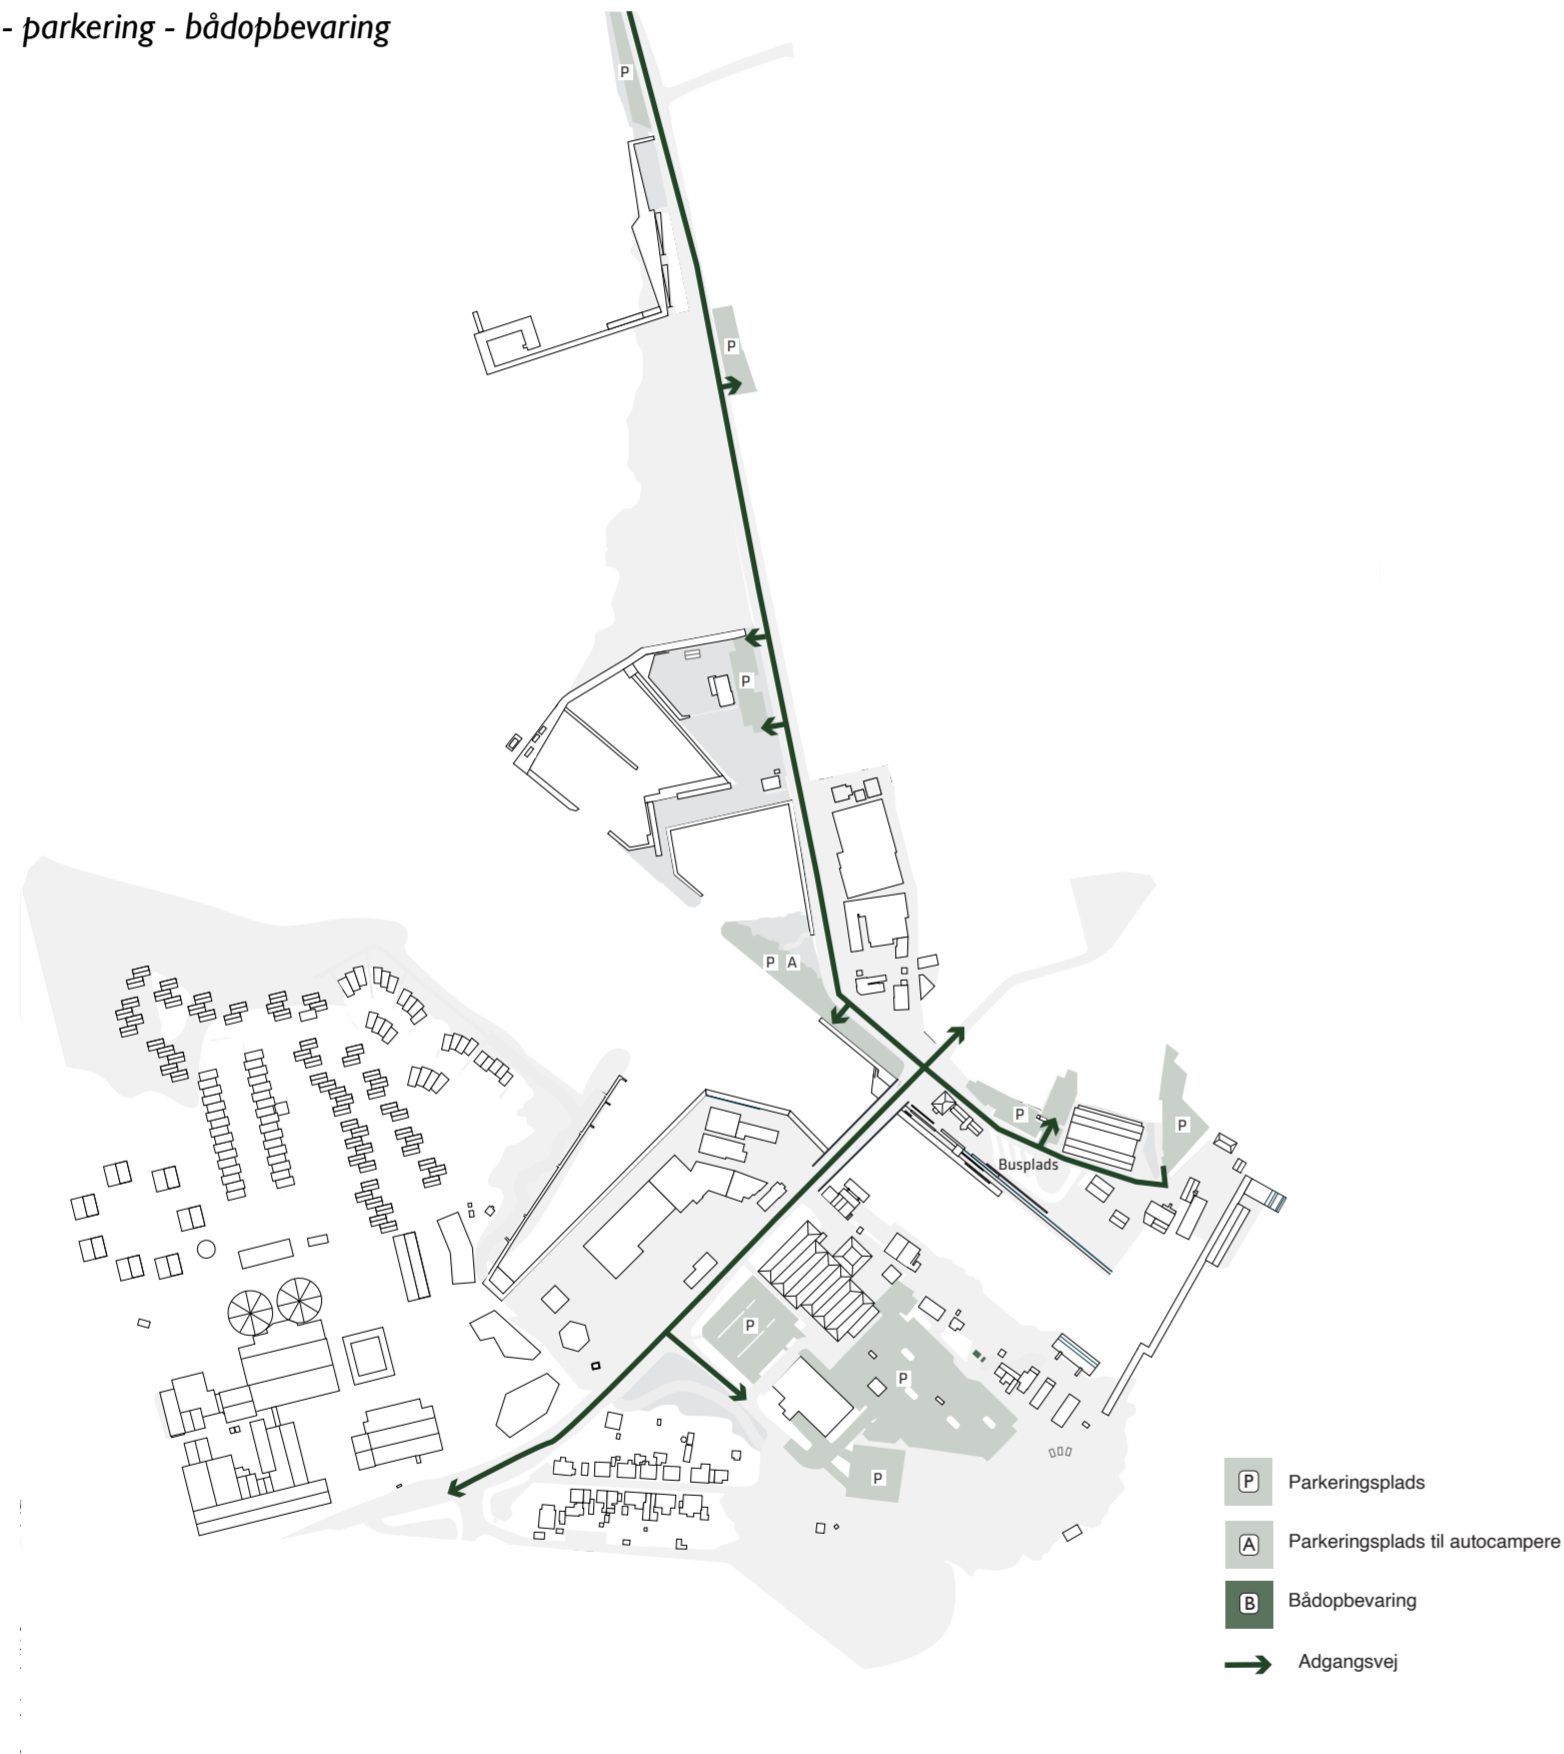 - parkering - bådopbevaring
P
P
P
P A
P
Busplads
P
P
P
P
P Parkeringsplads
A Parkeringsplads til autocampere
B Bådopbevaring
Adgangsvej